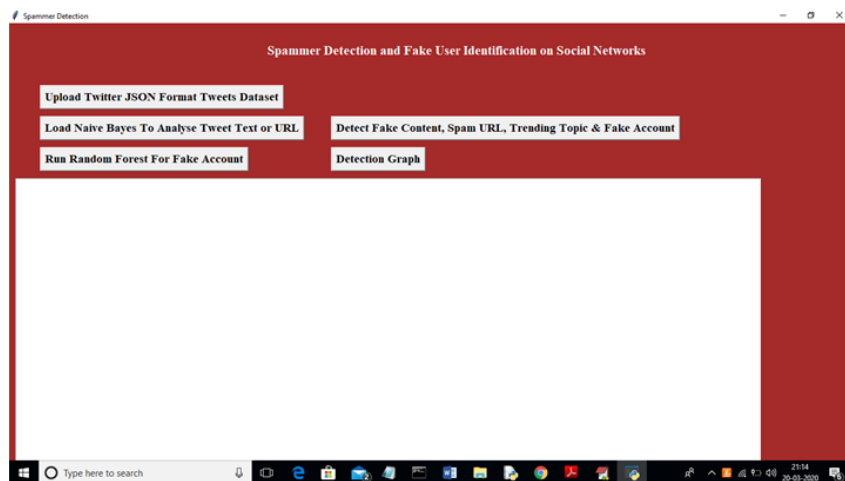 Spammer Detection
Spammer Detection and Fake User Identification on Social Networks
Upload Twitter JSON Format Tweets Dataset
Load Naive Bayes To Analyse Tweet Text or URL
Detect Fake Content, Spam URL, Trending Topic & Fake Account
Run Random Forest For Fake Account
Detection Graph
Type here to search
21:14
20-03-2020